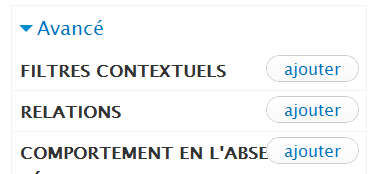 Avancé
FILTRES CONTEXTUELS ajouter
RELATIONS ajouter
COMPORTEMENT EN L'ABSE ajouter